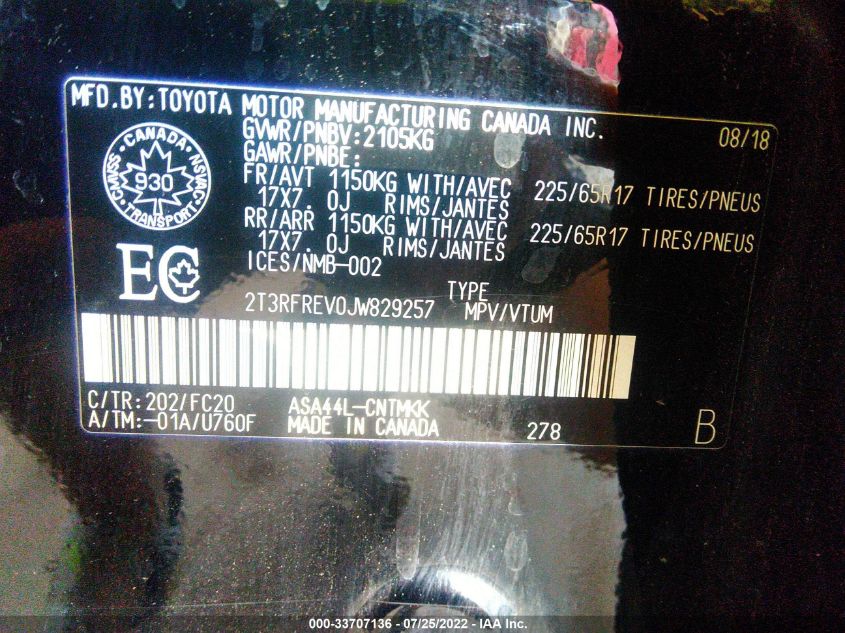 MFD.BY:TOYOTA MOTOR MANUFACTURING CANADA INC. 08/18
GVWR/PNBV:2105KG
GAWR/PNBE:
FR/AVT 1150KG WITH/AVEC 225/65R17 TIRES/PNEUS
17X7. 0J RIMS/JANTES
RR/ARR 1150KG WITH/AVEC 225/65R17 TIRES/PNEUS
17X7. 0J RIMS/JANTES
ICES/NMB-002
CANADA
CMVSS
930
NSVAC
TRANSPORT
EC
TYPE
2T3RFREV0JW829257 MPV/VTUM
C/TR:202/FC20 ASA44L-CNTMKK
A/TM:-01A/U760F MADE IN CANADA 278 B
000-33707136 - 07/25/2022 - IAA Inc.